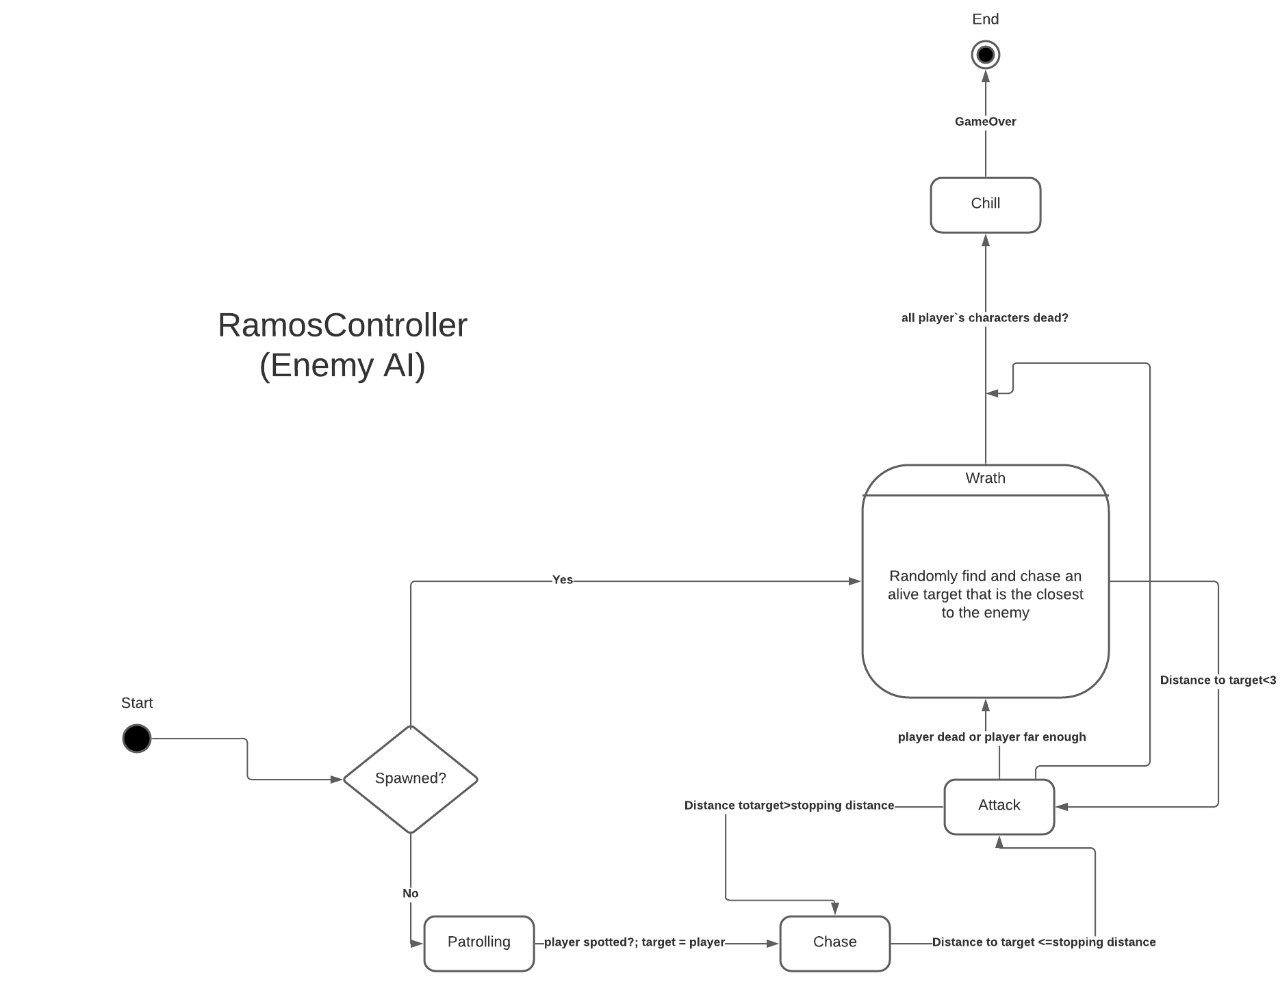 End
GameOver
Chill
all player`s characters dead?
RamosController
(Enemy AI)
Wrath
Randomly find and chase an
alive target that is the closest
to the enemy
Yes
Distance to target<3
Start
player dead or player far enough
Spawned?
Attack
Distance totarget>stopping distance
No
Patrolling
player spotted?; target = player
Chase
Distance to target <=stopping distance